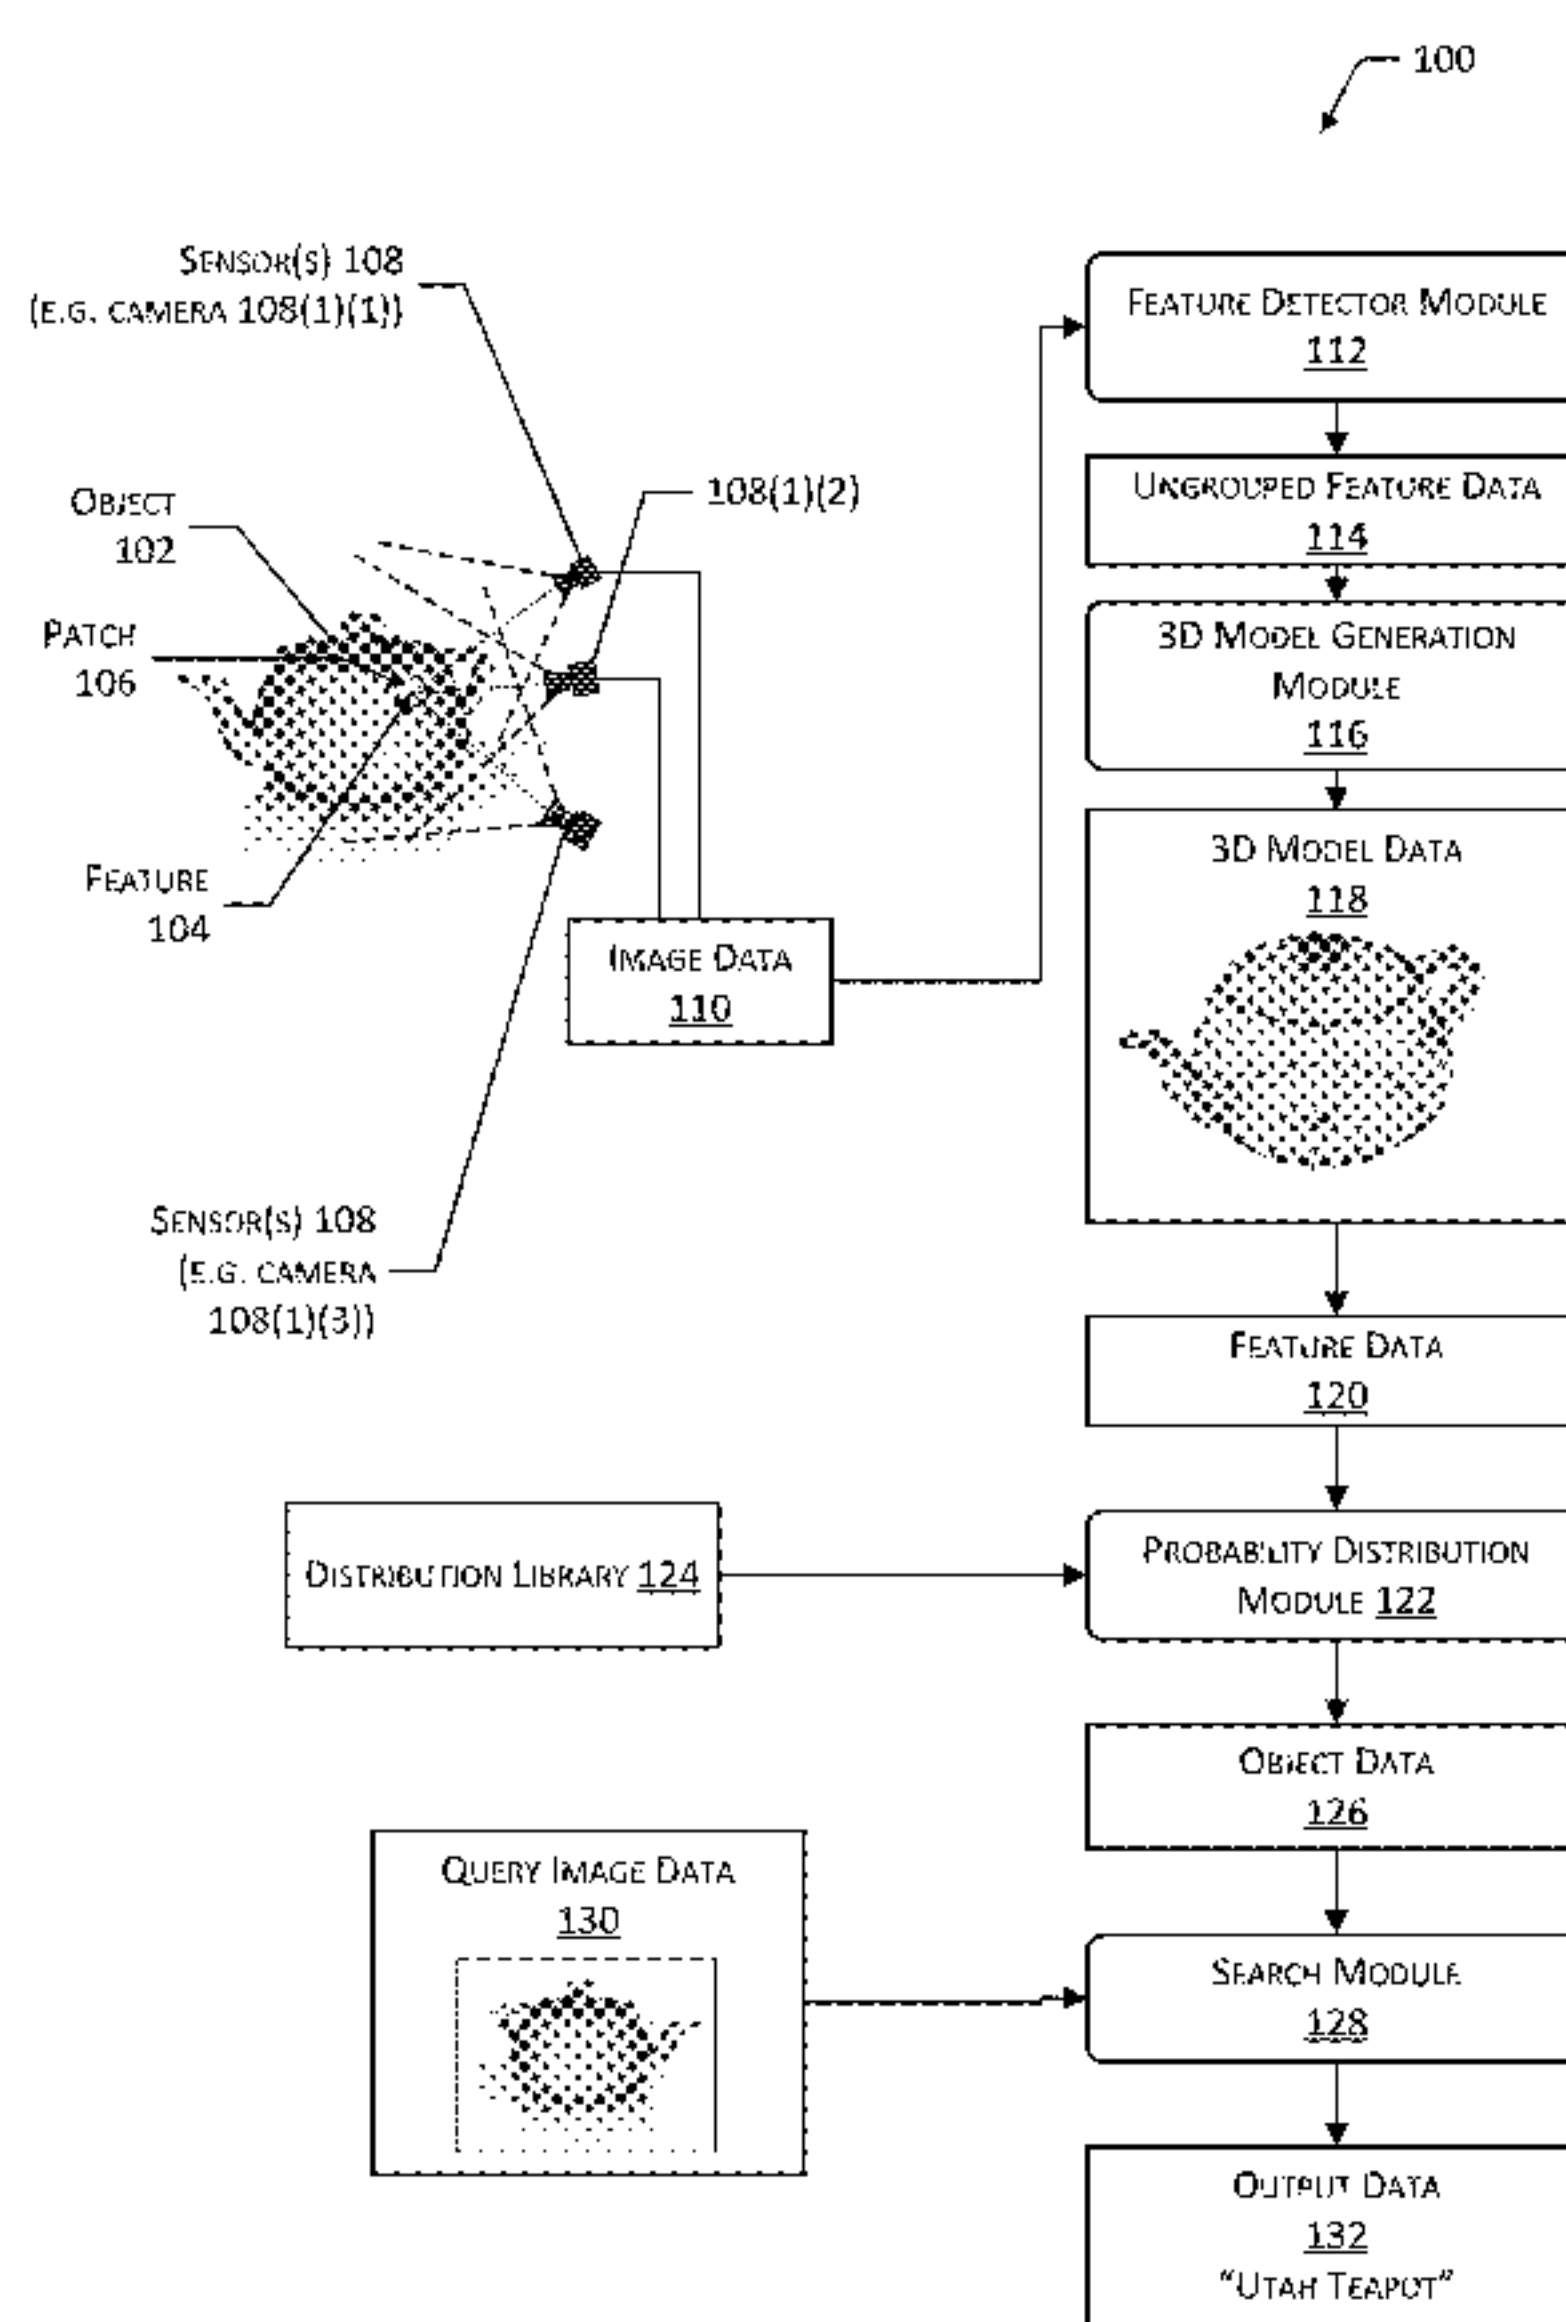 100
SENSOR(S) 108
(E.G. CAMERA 108(1)(1))
FEATURE DETECTOR MODULE
112
OBJECT
102
108(1)(2)
UNGROUPED FEATURE DATA
114
PATCH
106
3D MODEL GENERATION
MODULE
116
FEATURE
104
3D MODEL DATA
118
IMAGE DATA
110
SENSOR(S) 108
(E.G. CAMERA
108(1)(3))
FEATURE DATA
120
DISTRIBUTION LIBRARY 124
PROBABILITY DISTRIBUTION
MODULE 122
OBJECT DATA
126
QUERY IMAGE DATA
130
SEARCH MODULE
128
OUTPUT DATA
132
"UTAH TEAPOT"